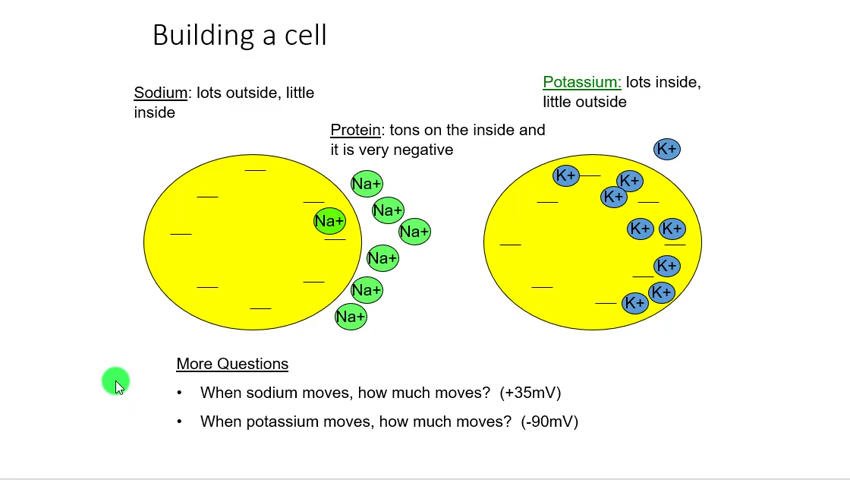 Building a cell
Sodium: lots outside, little
inside
Potassium: lots inside,
little outside
Protein: tons on the inside and
it is very negative
Na+
Na+
Na+
Na+
Na+
Na+
Na+
K+
K+
K+
K+
K+
K+
K+
K+
K+
More Questions
• When sodium moves, how much moves? (+35mV)
• When potassium moves, how much moves? (-90mV)